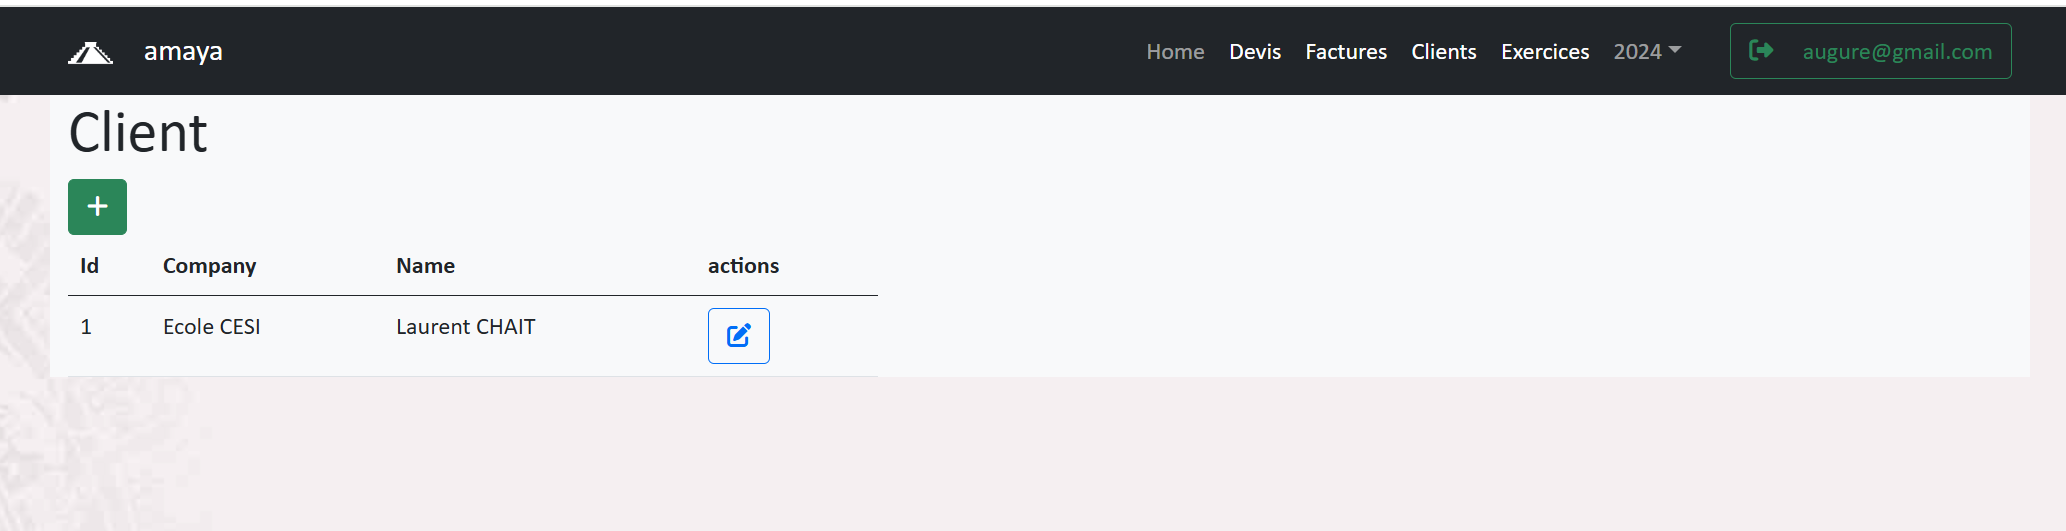 amaya Home Devis Factures Clients Exercices 2024 augure@gmail.com
Client
+
Id Company Name actions
1 Ecole CESI Laurent CHAIT